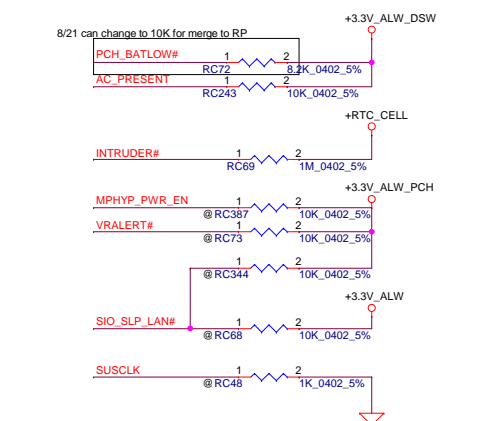 +3.3V_ALW_DSW
8/21 can change to 10K for merge to RP
PCH_BATLOW# 1 2
RC72 8.2K_0402_5%
AC_PRESENT 1 2
RC243 10K_0402_5%
+RTC_CELL
INTRUDER# 1 2
RC69 1M_0402_5%
+3.3V_ALW_PCH
MPHYP_PWR_EN 1 2
@ RC387 10K_0402_5%
VRALERT# 1 2
@ RC73 10K_0402_5%
1 2
@ RC344 10K_0402_5%
+3.3V_ALW
SIO_SLP_LAN# 1 2
@ RC68 10K_0402_5%
SUSCLK 1 2
@ RC48 1K_0402_5%